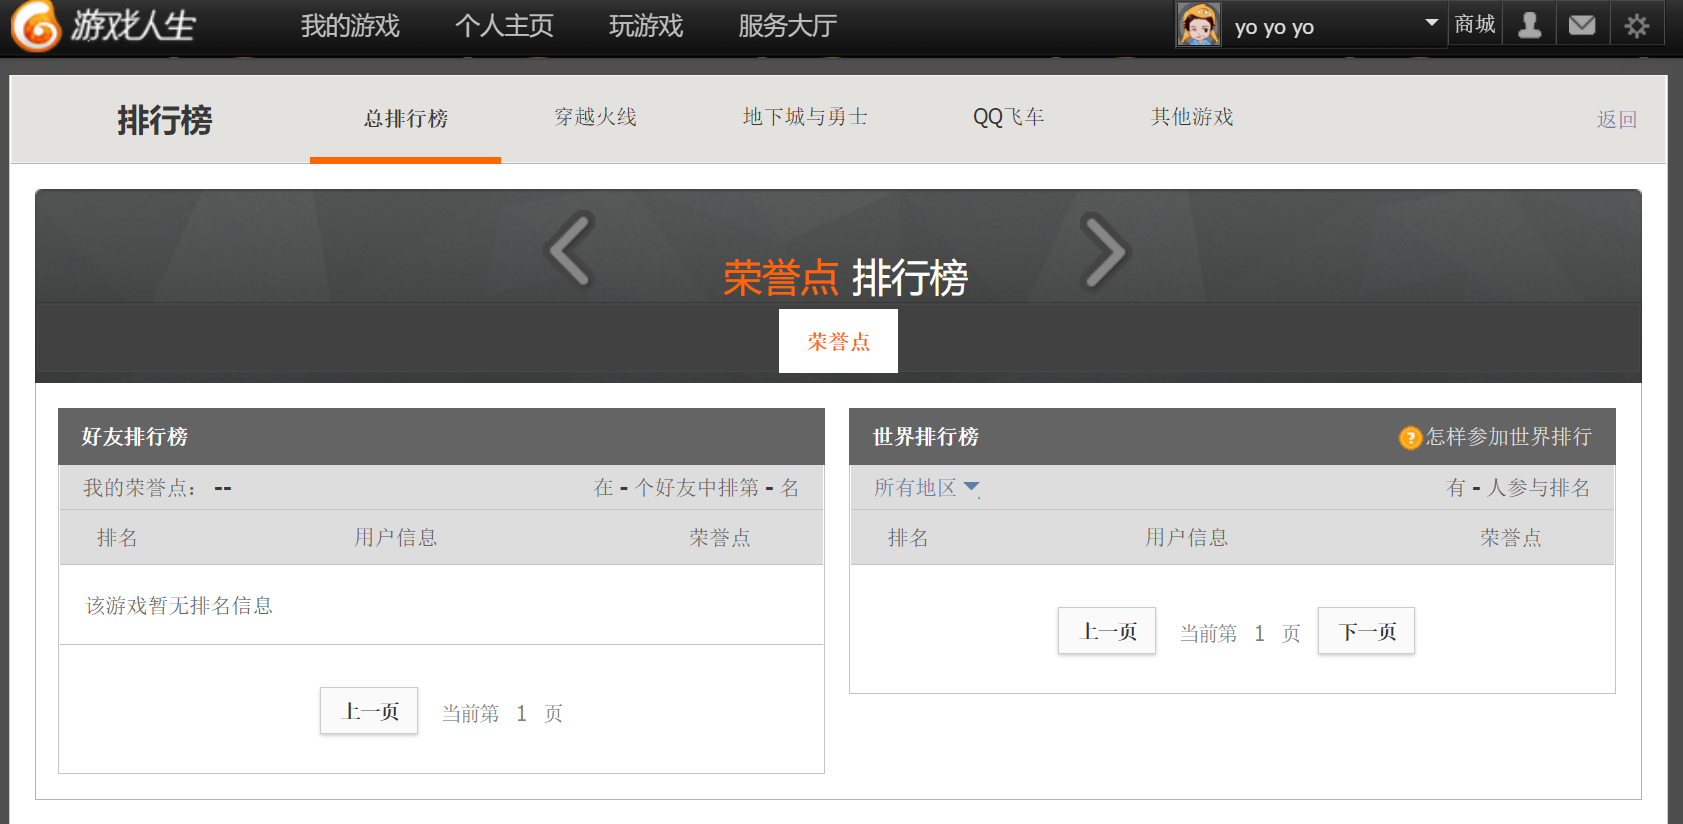 游戏人生 我的游戏 个人主页 玩游戏 服务大厅 yo yo yo 商城
排行榜 总排行榜 穿越火线 地下城与勇士 QQ飞车 其他游戏 返回
荣誉点 排行榜
荣誉点
好友排行榜
我的荣誉点： -- 在 - 个好友中排第 - 名
排名 用户信息 荣誉点
该游戏暂无排名信息
上一页 当前第 1 页
世界排行榜 ?怎样参加世界排行
所有地区 有 - 人参与排名
排名 用户信息 荣誉点
上一页 当前第 1 页 下一页